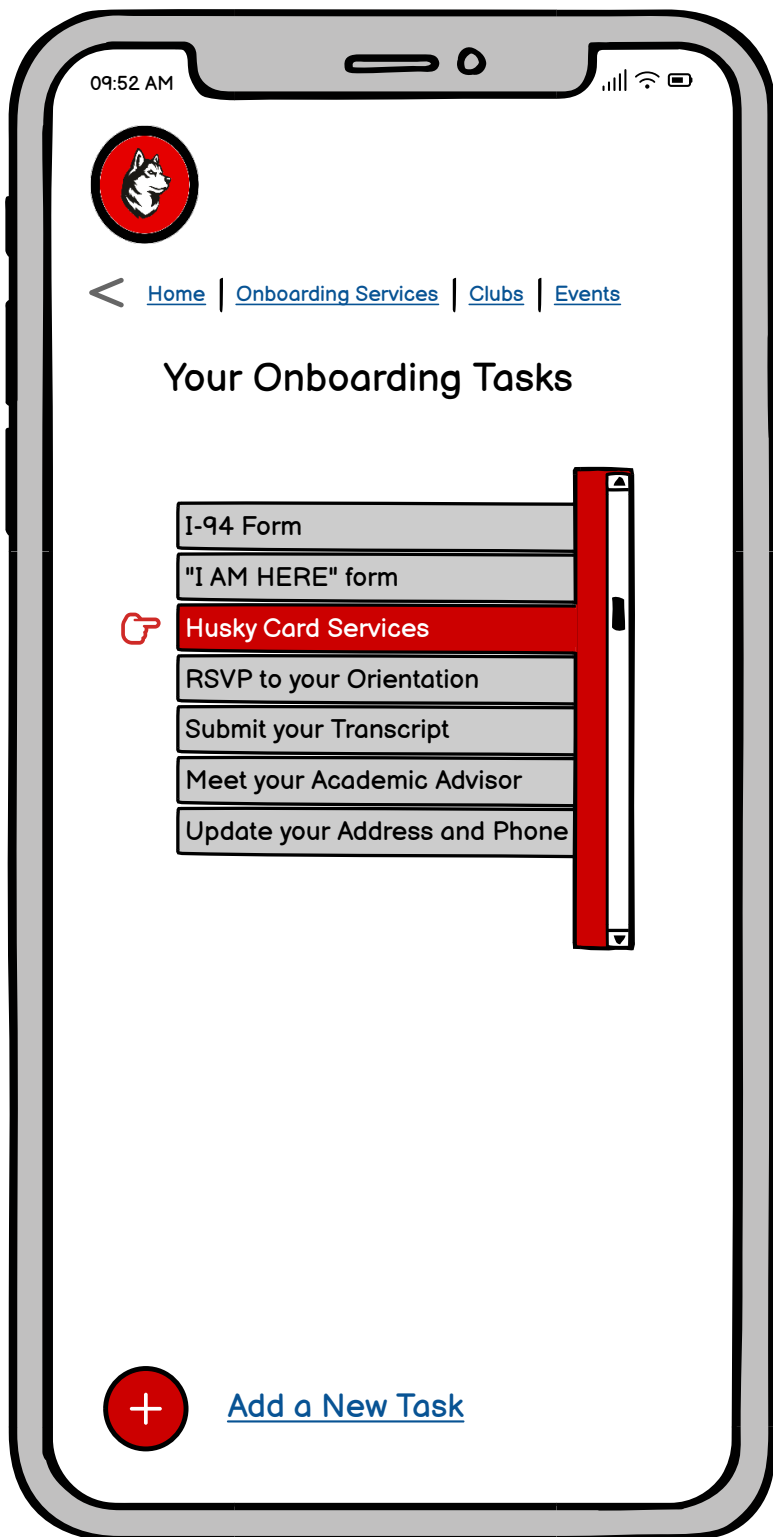 09:52 AM
< Home | Onboarding Services | Clubs | Events
Your Onboarding Tasks
I-94 Form
"I AM HERE" form
Husky Card Services
RSVP to your Orientation
Submit your Transcript
Meet your Academic Advisor
Update your Address and Phone
+ Add a New Task